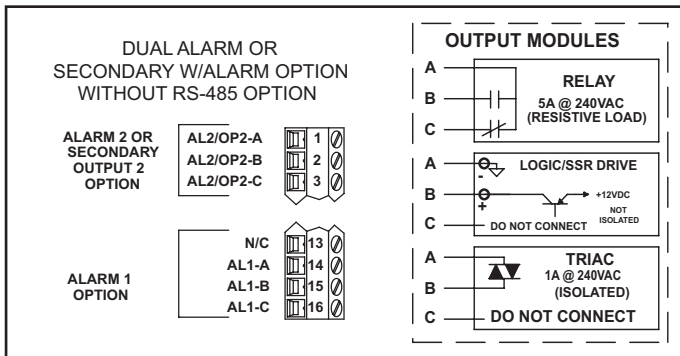 DUAL ALARM OR
SECONDARY W/ALARM OPTION
WITHOUT RS-485 OPTION
ALARM 2 OR
SECONDARY
OUTPUT 2
OPTION
AL2/OP2-A 1
AL2/OP2-B 2
AL2/OP2-C 3
ALARM 1
OPTION
N/C 13
AL1-A 14
AL1-B 15
AL1-C 16
OUTPUT MODULES
A
B
C
RELAY
5A @ 240VAC
(RESISTIVE LOAD)
A
B
C
LOGIC/SSR DRIVE
-
+
+12VDC
NOT
ISOLATED
DO NOT CONNECT
A
B
C
TRIAC
1A @ 240VAC
(ISOLATED)
DO NOT CONNECT